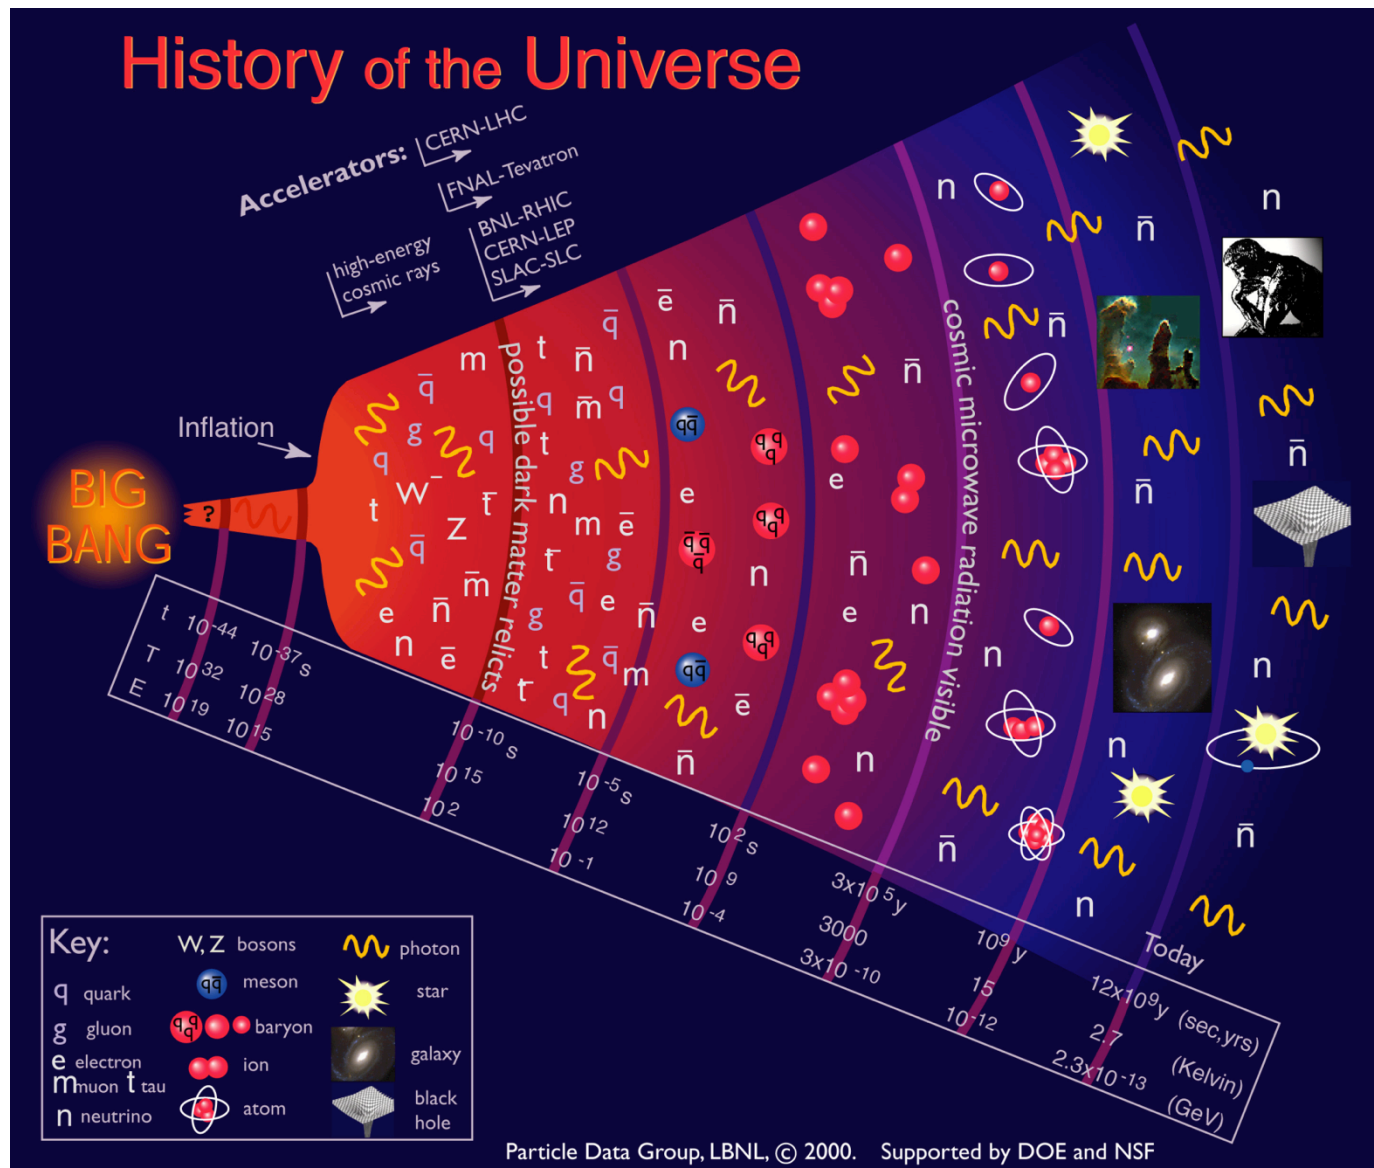 History of the Universe
Accelerators:
CERN-LHC
FNAL-Tevatron
BNL-RHIC
CERN-LEP
SLAC-SLC
high-energy
cosmic rays
Inflation
BIG
BANG
?
possible dark matter relicts
cosmic microwave radiation visible
q̅
m
t
q̅
n̅
e̅
n̅
n
q
m̅
q
g
q
t
q
g
W⁻
t
Z
t̅
n
m
e̅
q̅
t̅
g
m̅
q̅
e
g
e
n̅
n
e̅
t
q̅
m
t̅
q
n
n̅
qq̅
q q q
e
q q q
q̅ q̅ q̅
n
e
q q q
qq̅
e̅
n̅
n̅
e
n̅
e
n
n
n
n
n̅
n̅
n̅
n̅
n
n
n
n̅
n
n̅
t 10⁻⁴⁴ 10⁻³⁷ s 10⁻¹⁰ s 10⁻⁵ s 10² s 3x10⁵ y 10⁹ y Today 12x10⁹ y (sec,yrs)
T 10³² 10²⁸ 10¹⁵ 10¹² 10⁹ 3000 15 2.7 (Kelvin)
E 10¹⁹ 10¹⁵ 10² 10⁻¹ 10⁻⁴ 3x10⁻¹⁰ 10⁻¹² 2.3x10⁻¹³ (GeV)
Key:
q quark
g gluon
e electron
m muon t tau
n neutrino
W, Z bosons
qq̅ meson
q q q baryon
ion
atom
photon
star
galaxy
black
hole
Particle Data Group, LBNL, © 2000. Supported by DOE and NSF